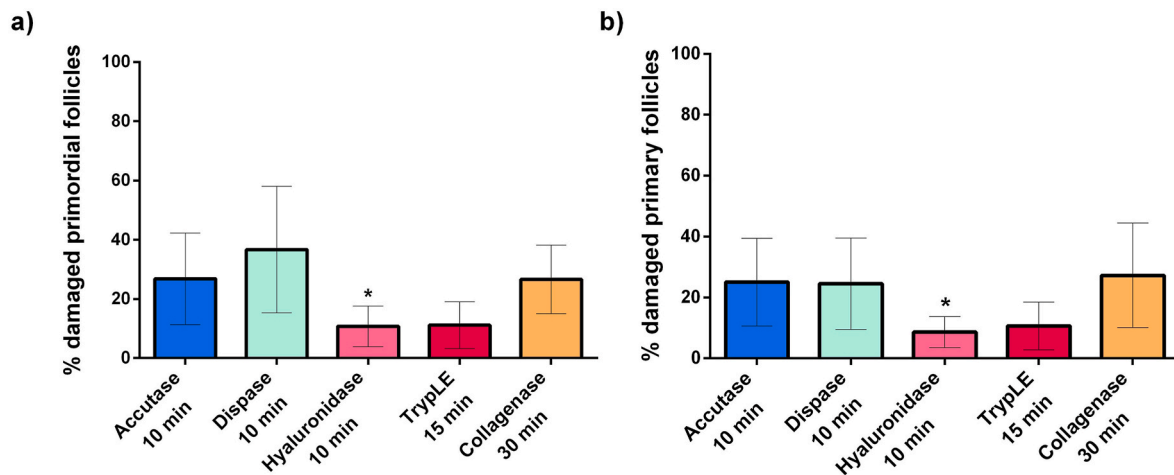 a)
% damaged primordial follicles
100
80
60
40
20
0
*
Accutase
10 min
Dispase
10 min
Hyaluronidase
10 min
TrypLE
15 min
Collagenase
30 min
b)
% damaged primary follicles
100
80
60
40
20
0
*
Accutase
10 min
Dispase
10 min
Hyaluronidase
10 min
TrypLE
15 min
Collagenase
30 min